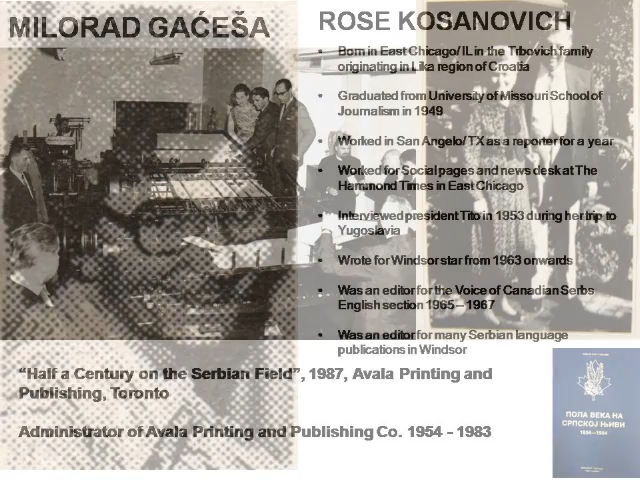 MILORAD GAĆEŠA
ROSE KOSANOVICH
• Born in East Chicago/ IL in the Trbovich family
originating in Lika region of Croatia
• Graduated from University of Missouri School of
Journalism in 1949
• Worked in San Angelo/ TX as a reporter for a year
• Worked for Social pages and news desk at The
Hammond Times in East Chicago
• Interviewed president Tito in 1953 during her trip to
Yugoslavia
• Wrote for Windsor star from 1963 onwards
• Was an editor for the Voice of Canadian Serbs
English section 1965 – 1967
• Was an editor for many Serbian language
publications in Windsor
“Half a Century on the Serbian Field”, 1987, Avala Printing and
Publishing, Toronto
Administrator of Avala Printing and Publishing Co. 1954 - 1983
ПОЛА ВЕКА НА
СРПСКОЈ ЊИВИ